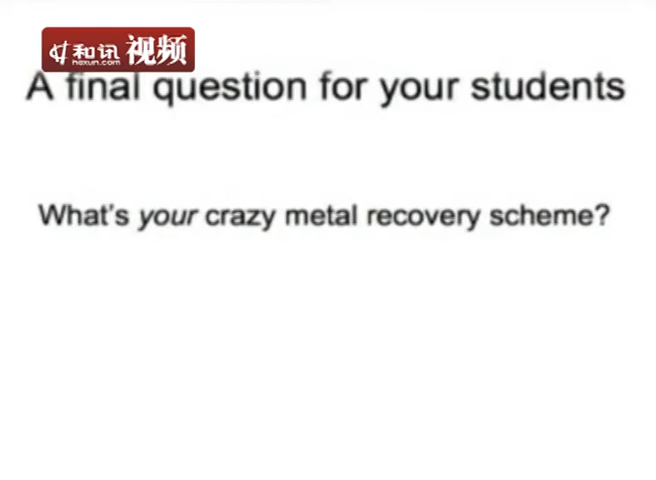 和讯 视频
hexun.com
A final question for your students
What's your crazy metal recovery scheme?